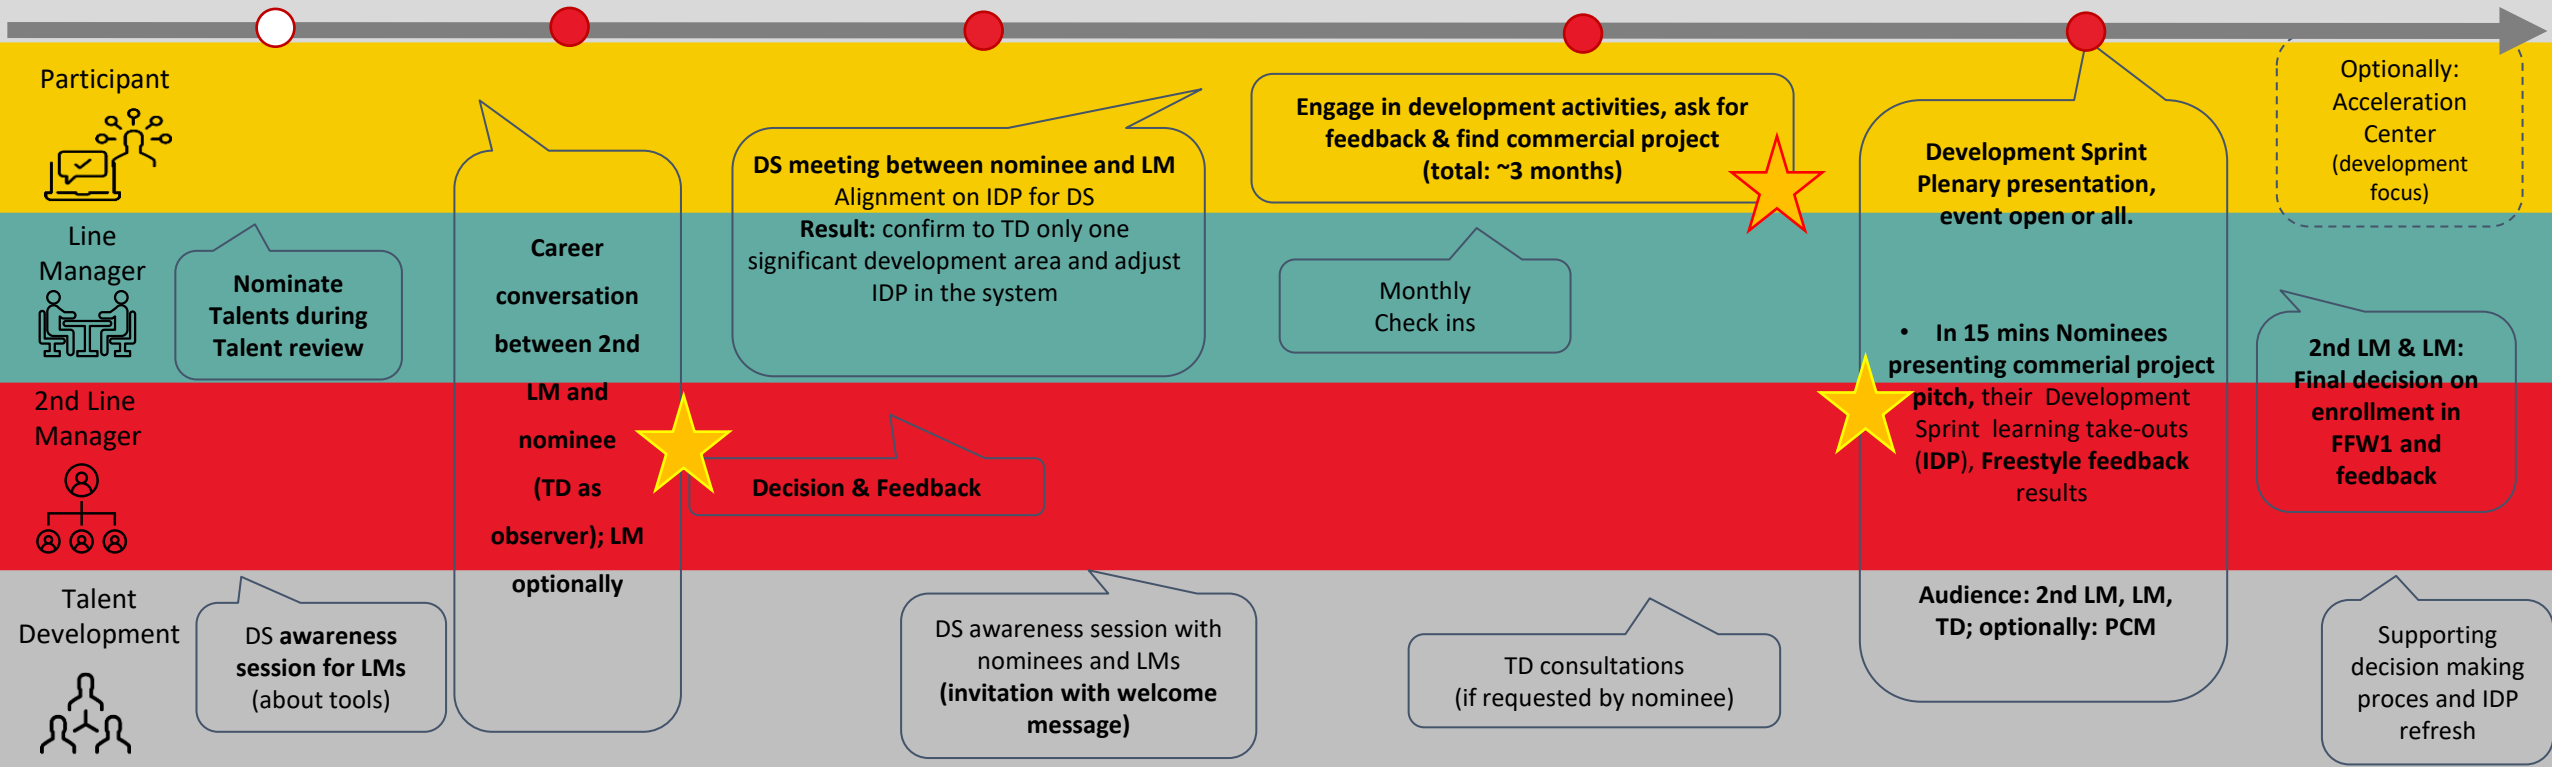 Participant
Line
Manager
2nd Line
Manager
Talent
Development
Nominate
Talents during
Talent review
DS awareness
session for LMs
(about tools)
Career
conversation
between 2nd
LM and
nominee
(TD as
observer); LM
optionally
DS meeting between nominee and LM
Alignment on IDP for DS
Result: confirm to TD only one
significant development area and adjust
IDP in the system
Decision & Feedback
DS awareness session with
nominees and LMs
(invitation with welcome
message)
Engage in development activities, ask for
feedback & find commercial project
(total: ~3 months)
Monthly
Check ins
TD consultations
(if requested by nominee)
Development Sprint
Plenary presentation,
event open or all.
• In 15 mins Nominees
presenting commerial project
pitch, their Development
Sprint learning take-outs
(IDP), Freestyle feedback
results
Audience: 2nd LM, LM,
TD; optionally: PCM
Optionally:
Acceleration
Center
(development
focus)
2nd LM & LM:
Final decision on
enrollment in
FFW1 and
feedback
Supporting
decision making
proces and IDP
refresh